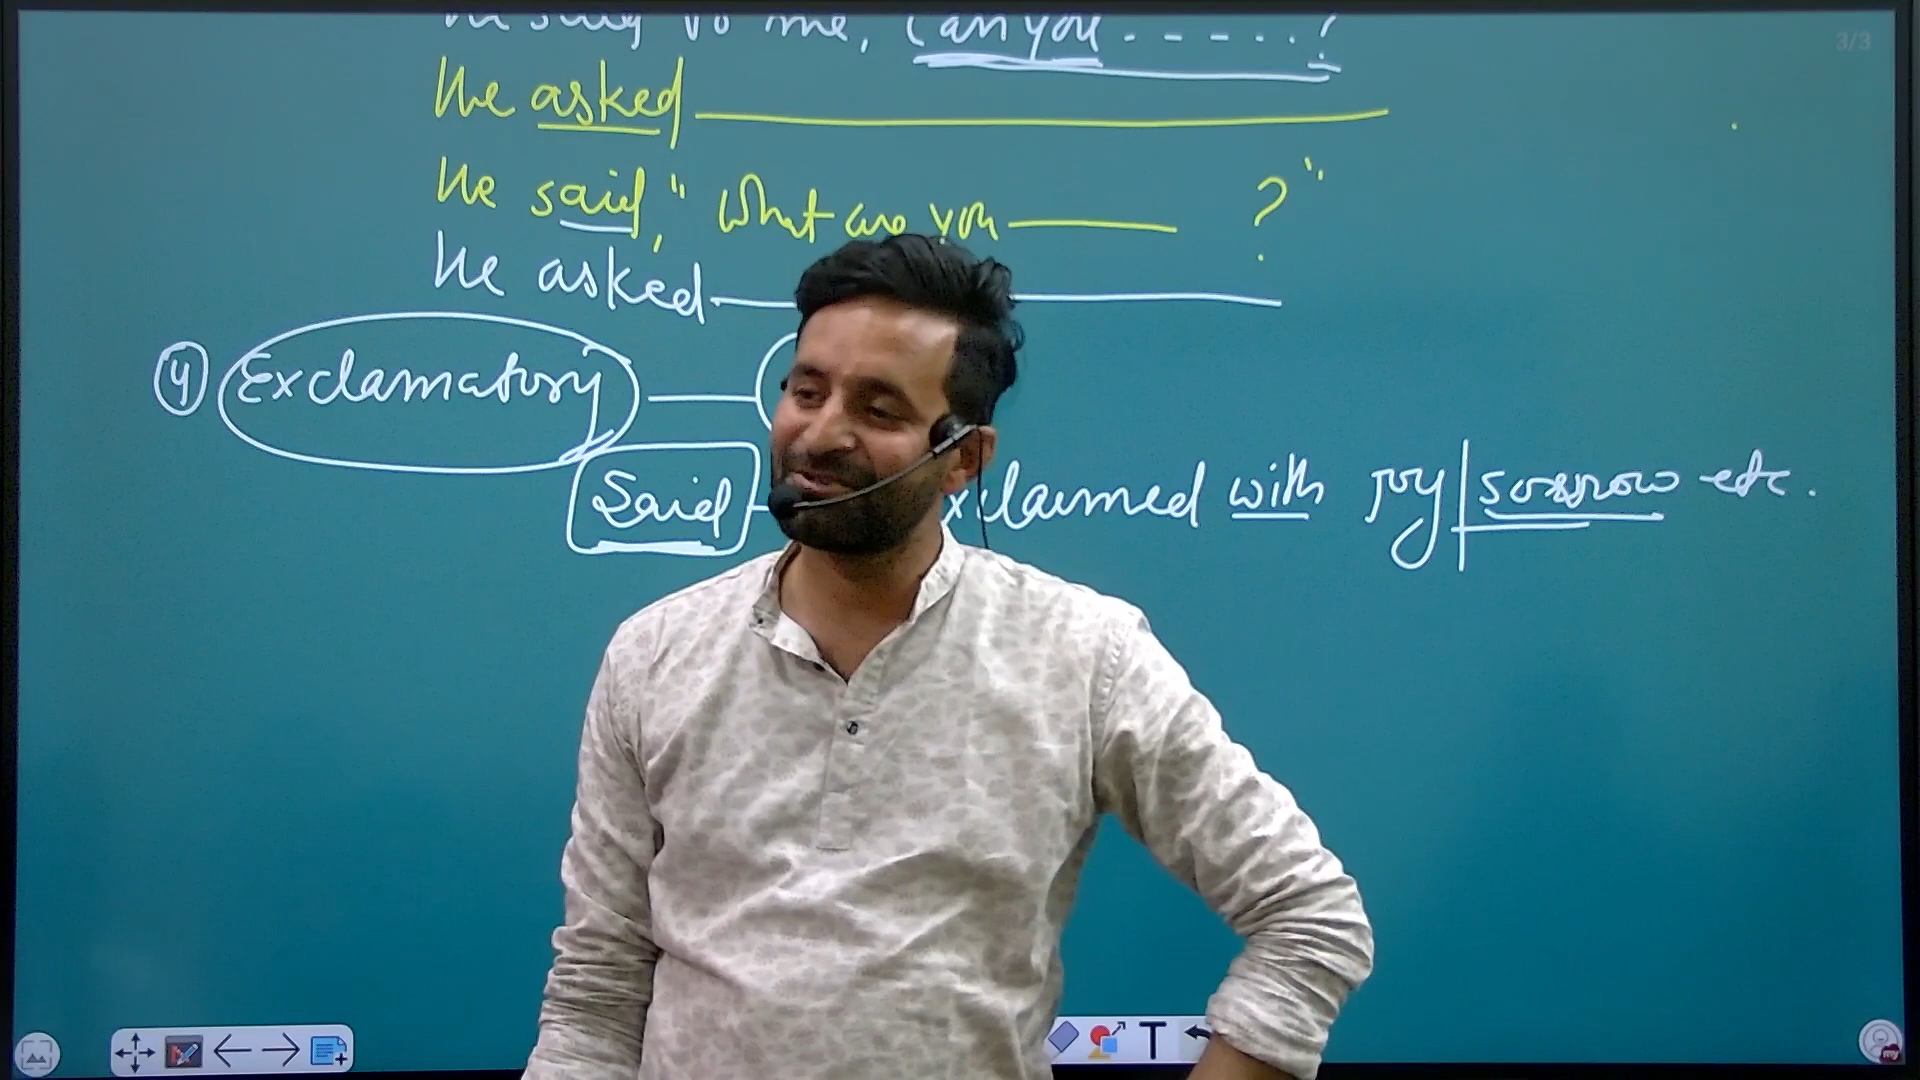 He said to me, Can you - - - - . . ?
He asked
He said, " What are you ? "
He asked
4 Exclamatory
Said exclaimed with joy | sorrow etc.
3/3
T
my